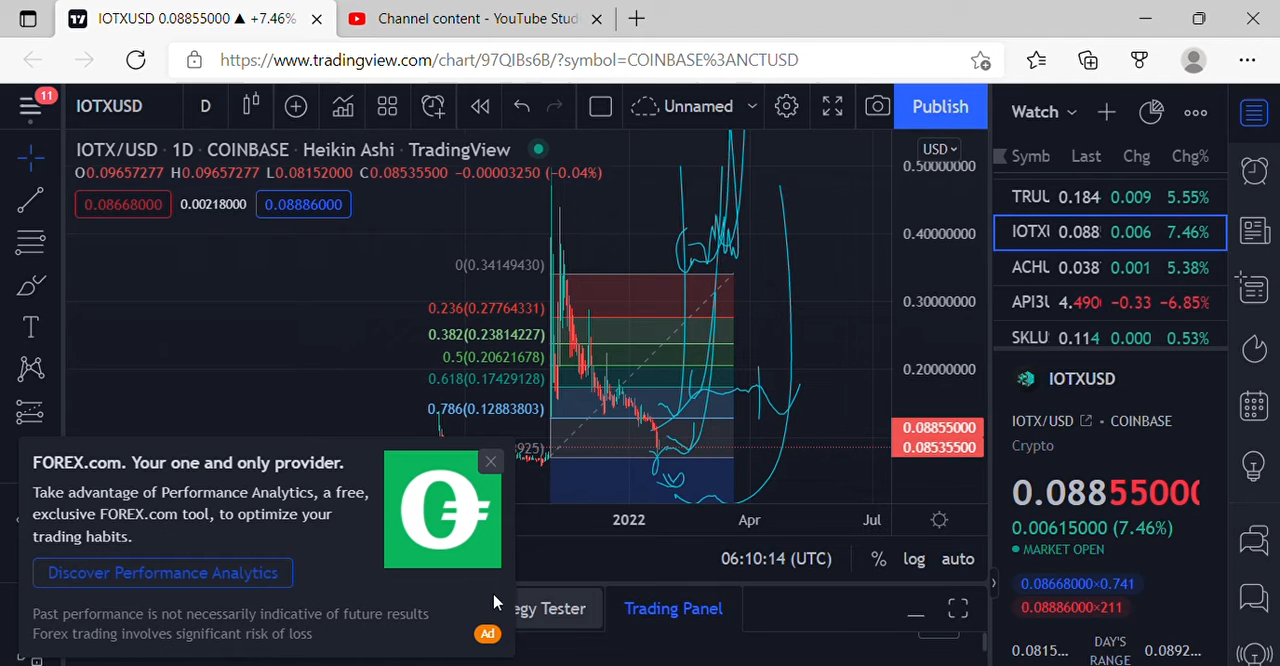 IOTXUSD 0.08855000 ▲ +7.46%
Channel content - YouTube Stud
https://www.tradingview.com/chart/97QIBs6B/?symbol=COINBASE%3ANCTUSD
11
IOTXUSD
D
Unnamed
Publish
Watch
IOTX/USD · 1D · COINBASE · Heikin Ashi · TradingView
O0.09657277 H0.09657277 L0.08152000 C0.08535500 −0.00003250 (−0.04%)
0.08668000 0.00218000 0.08886000
USD
0.50000000
0.40000000
0.30000000
0.20000000
0.08855000
0.08535500
0(0.34149430)
0.236(0.27764331)
0.382(0.23814227)
0.5(0.20621678)
0.618(0.17429128)
0.786(0.12883803)
925)
2022 Apr Jul
06:10:14 (UTC) % log auto
egy Tester
Trading Panel
Symb Last Chg Chg%
TRUL 0.184 0.009 5.55%
IOTXI 0.088 0.006 7.46%
ACHL 0.038 0.001 5.38%
API3L 4.490 −0.33 −6.85%
SKLU 0.114 0.000 0.53%
IOTXUSD
IOTX/USD · COINBASE
Crypto
0.08855000
0.00615000 (7.46%)
MARKET OPEN
0.08668000×0.741
0.08886000×211
0.0815... DAY'S RANGE 0.0892...
FOREX.com. Your one and only provider.
Take advantage of Performance Analytics, a free,
exclusive FOREX.com tool, to optimize your
trading habits.
Discover Performance Analytics
Past performance is not necessarily indicative of future results
Forex trading involves significant risk of loss
Ad